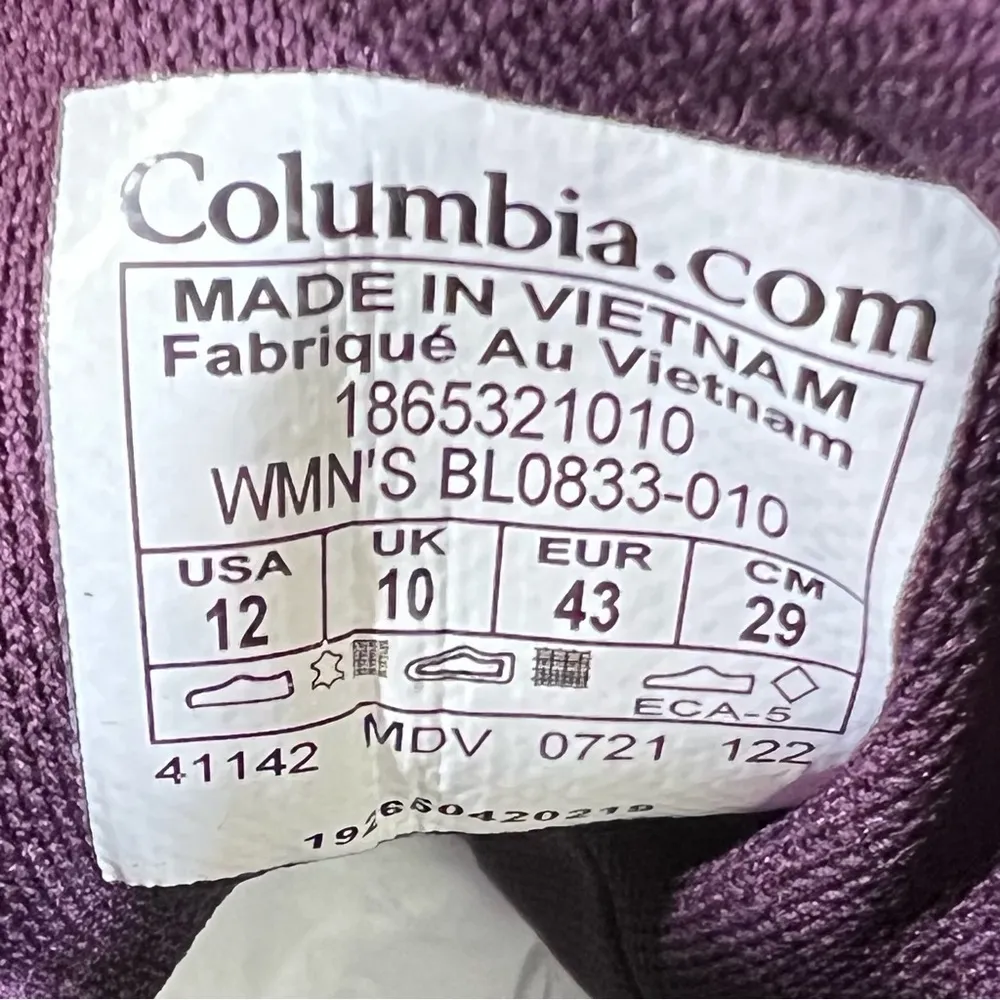 Columbia.com
MADE IN VIETNAM
Fabriqué Au Vietnam
1865321010
WMN'S BL0833-010
USA UK EUR CM
12 10 43 29
ECA-5
41142 MDV 0721 122